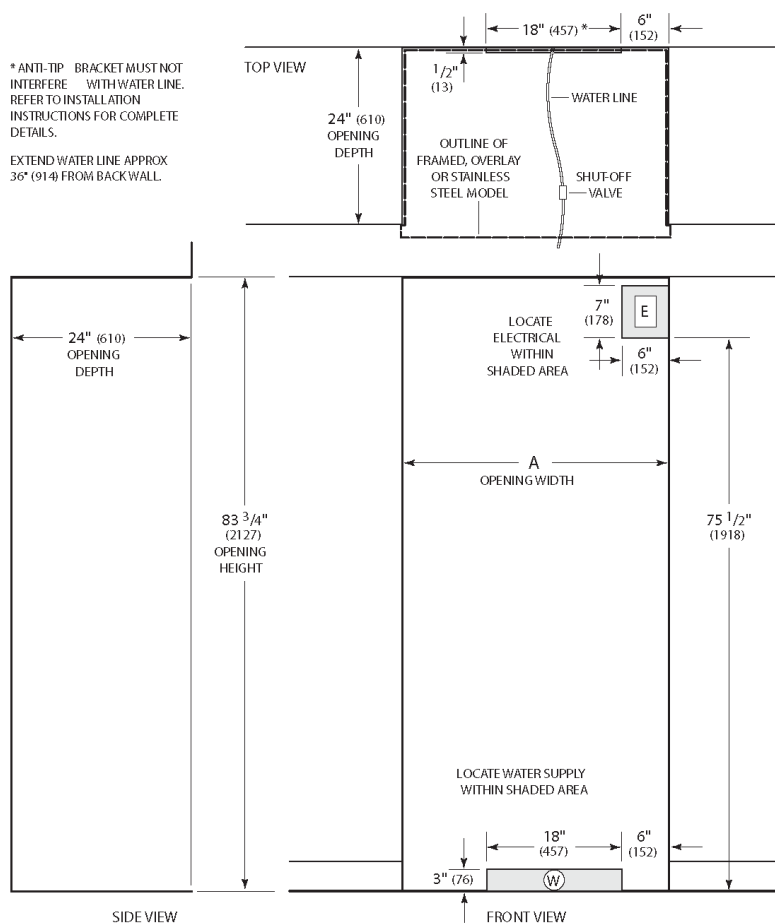 18" (457) *
6"
(152)
* ANTI-TIP BRACKET MUST NOT
INTERFERE WITH WATER LINE.
REFER TO INSTALLATION
INSTRUCTIONS FOR COMPLETE
DETAILS.
EXTEND WATER LINE APPROX
36" (914) FROM BACK WALL.
TOP VIEW
1/2"
(13)
WATER LINE
24" (610)
OPENING
DEPTH
OUTLINE OF
FRAMED, OVERLAY
OR STAINLESS
STEEL MODEL
SHUT-OFF
VALVE
24" (610)
OPENING
DEPTH
7"
(178)
E
LOCATE
ELECTRICAL
WITHIN
SHADED AREA
6"
(152)
A
OPENING WIDTH
83 3/4"
(2127)
OPENING
HEIGHT
75 1/2"
(1918)
LOCATE WATER SUPPLY
WITHIN SHADED AREA
18"
(457)
6"
(152)
3" (76)
W
SIDE VIEW
FRONT VIEW